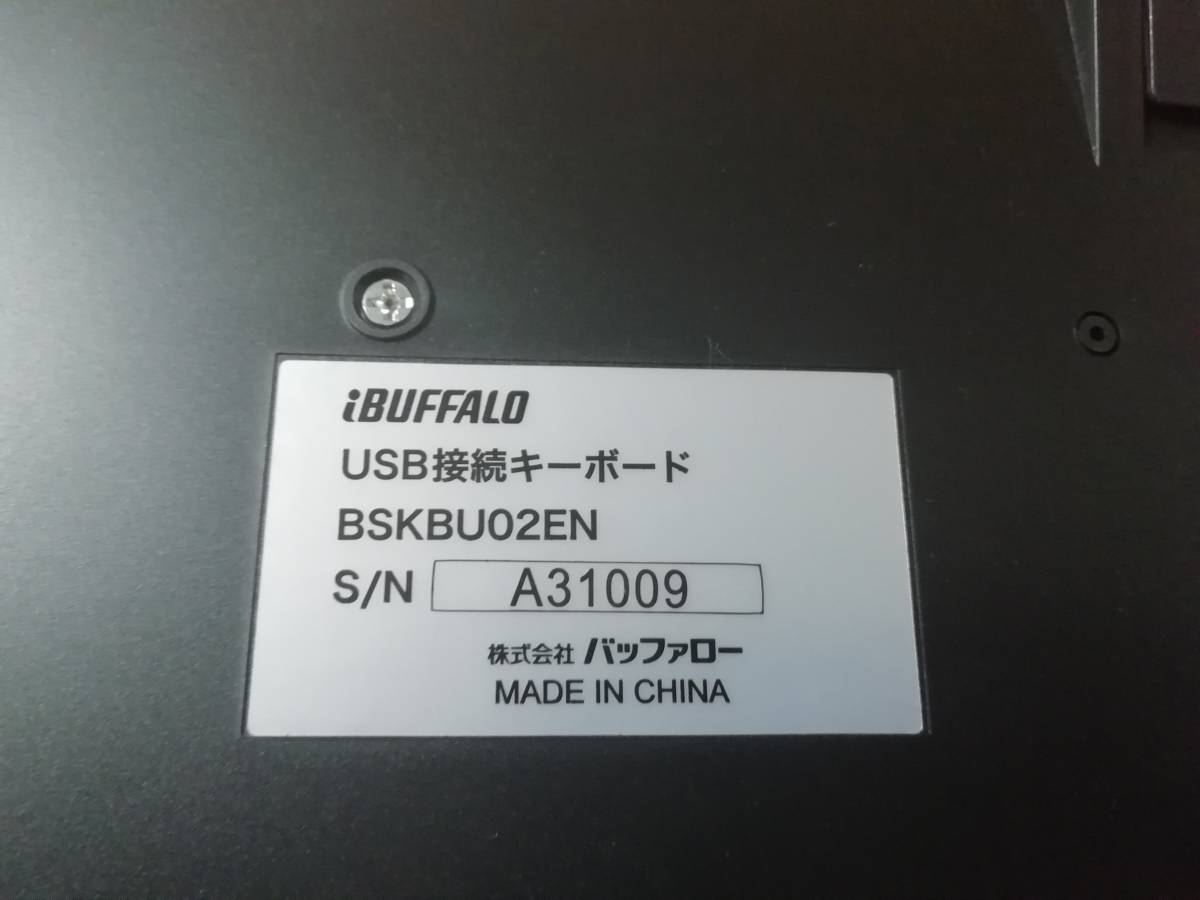 iBUFFALO
USB接続キーボード
BSKBU02EN
S/N A31009
株式会社 バッファロー
MADE IN CHINA